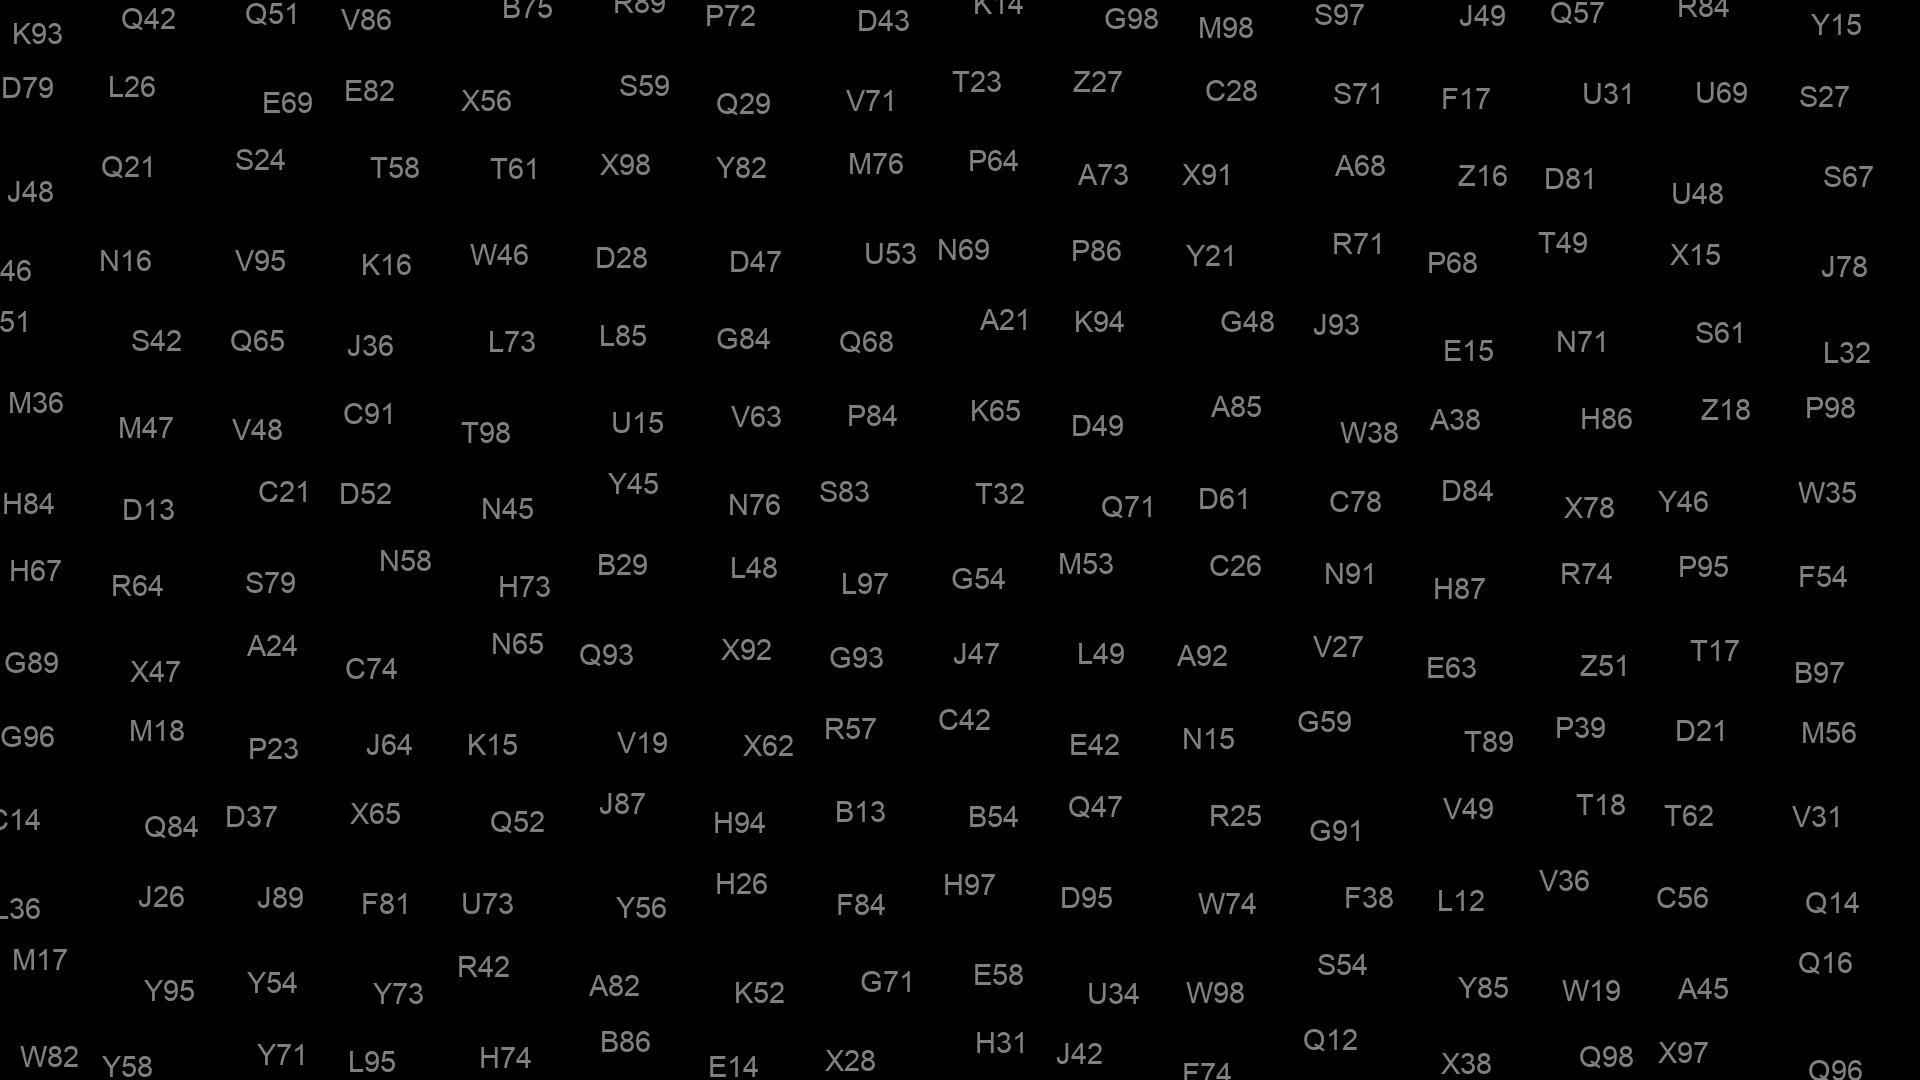 K93 Q42 Q51 V86 B75 R89 P72 D43 K14 G98 M98 S97 J49 Q57 R84 Y15
D79 L26 E69 E82 X56 S59 Q29 V71 T23 Z27 C28 S71 F17 U31 U69 S27
J48 Q21 S24 T58 T61 X98 Y82 M76 P64 A73 X91 A68 Z16 D81 U48 S67
46 N16 V95 K16 W46 D28 D47 U53 N69 P86 Y21 R71 P68 T49 X15 J78
51 S42 Q65 J36 L73 L85 G84 Q68 A21 K94 G48 J93 E15 N71 S61 L32
M36 M47 V48 C91 T98 U15 V63 P84 K65 D49 A85 W38 A38 H86 Z18 P98
H84 D13 C21 D52 N45 Y45 N76 S83 T32 Q71 D61 C78 D84 X78 Y46 W35
H67 R64 S79 N58 H73 B29 L48 L97 G54 M53 C26 N91 H87 R74 P95 F54
G89 X47 A24 C74 N65 Q93 X92 G93 J47 L49 A92 V27 E63 Z51 T17 B97
G96 M18 P23 J64 K15 V19 X62 R57 C42 E42 N15 G59 T89 P39 D21 M56
C14 Q84 D37 X65 Q52 J87 H94 B13 B54 Q47 R25 G91 V49 T18 T62 V31
L36 J26 J89 F81 U73 Y56 H26 F84 H97 D95 W74 F38 L12 V36 C56 Q14
M17 Y95 Y54 Y73 R42 A82 K52 G71 E58 U34 W98 S54 Y85 W19 A45 Q16
W82 Y58 Y71 L95 H74 B86 E14 X28 H31 J42 Q12 X38 Q98 X97 Q96